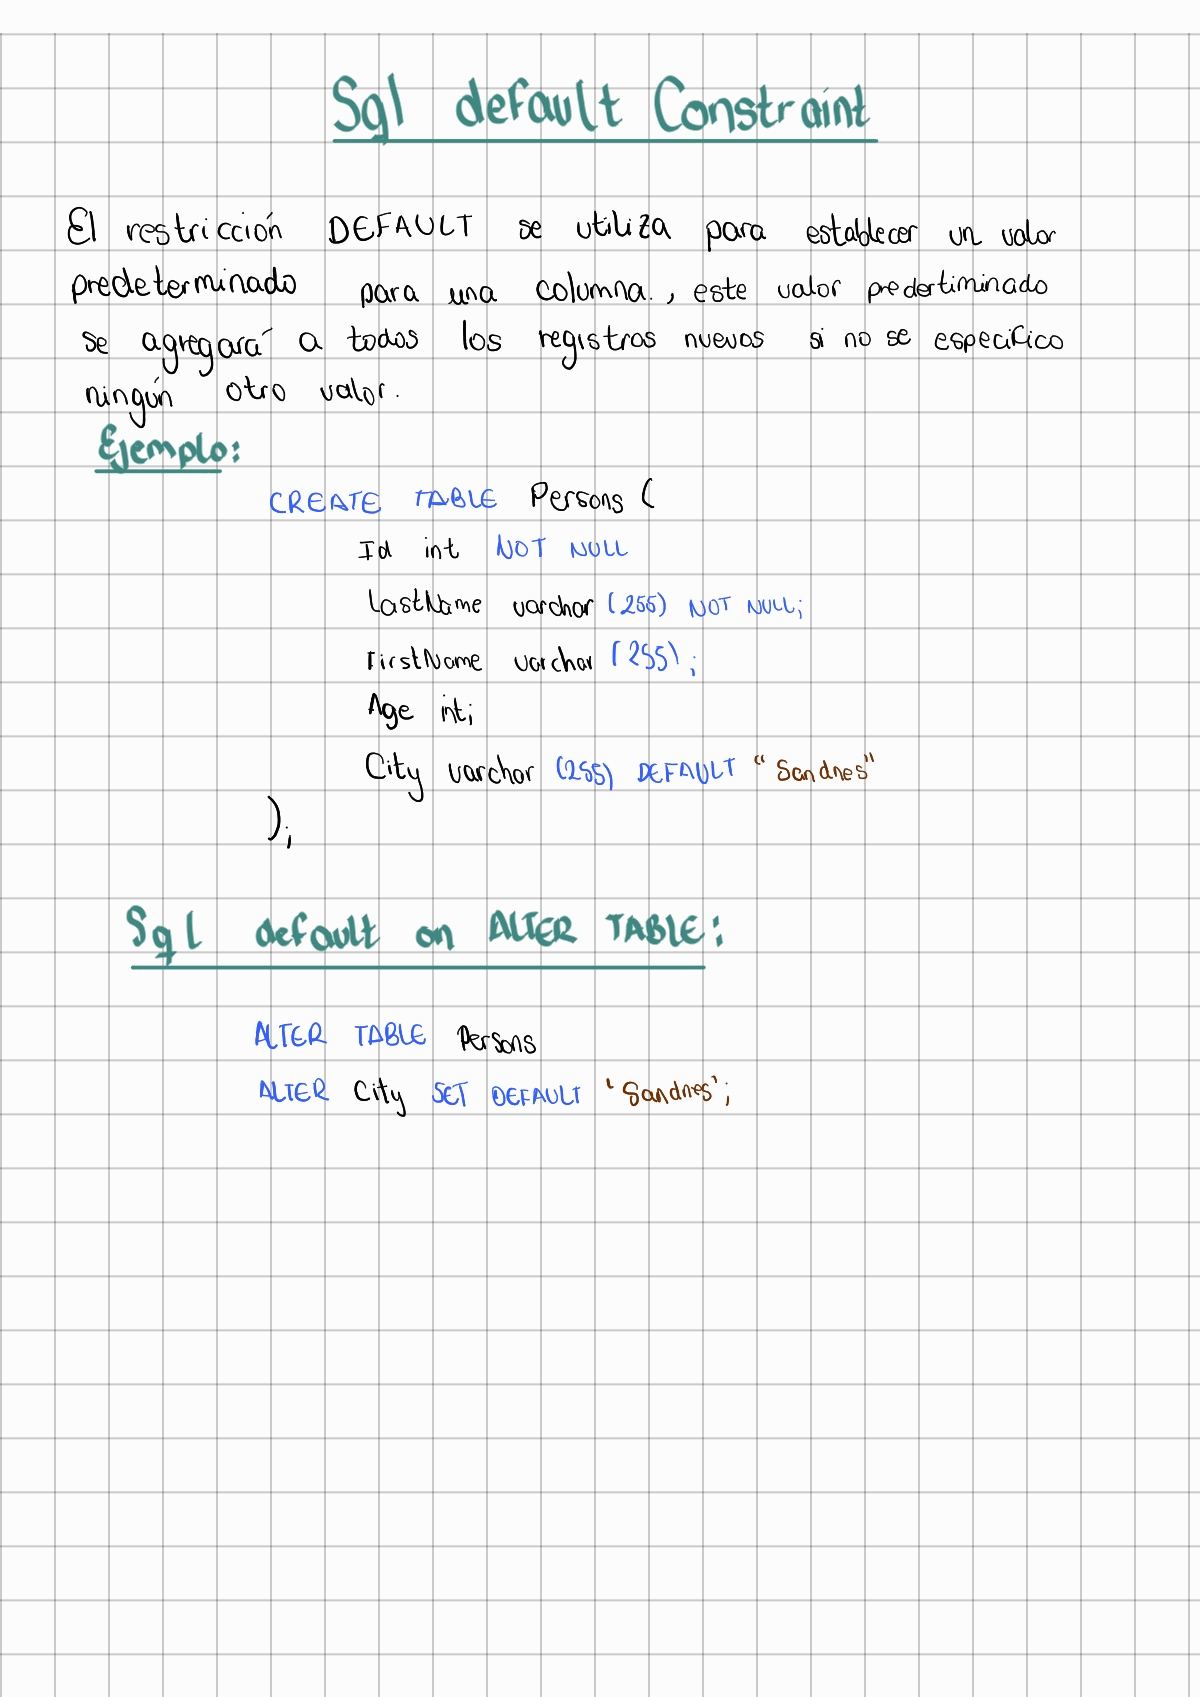 Sql default Constraint
El restricción DEFAULT se utiliza para establecer un valor
predeterminado para una columna., este valor predertiminado
se agregará a todos los registros nuevos si no se especifico
ningún otro valor.
Ejemplo:
CREATE TABLE Persons (
Id int NOT NULL
LastName varchar (255) NOT NULL;
FirstName varchar (255);
Age int;
City varchar (255) DEFAULT "Sandnes"
);
Sql default on ALTER TABLE:
ALTER TABLE Persons
ALTER City SET DEFAULT 'Sandnes';